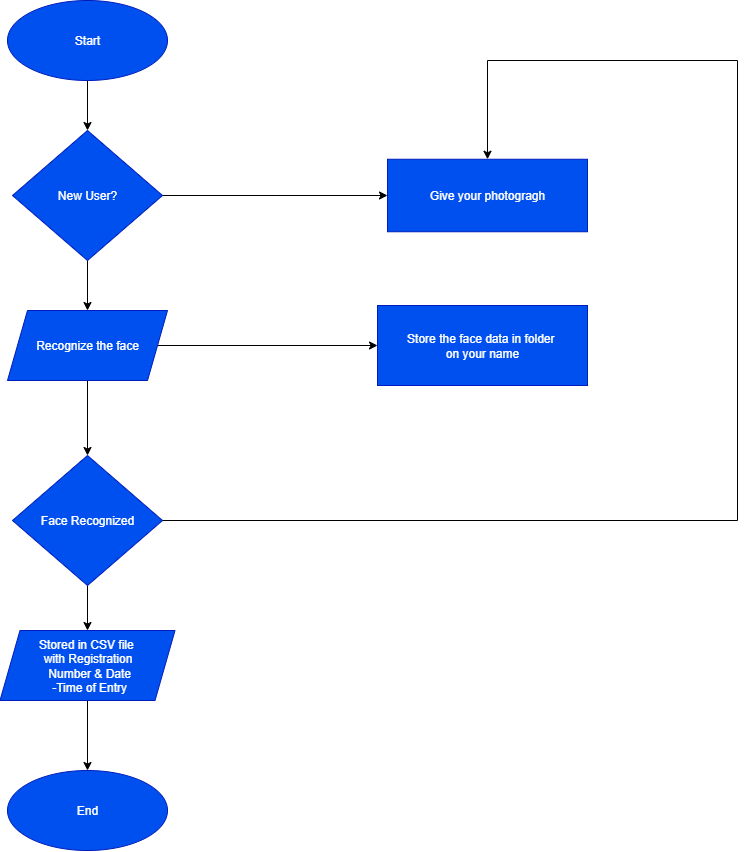 Start
New User?
Give your photogragh
Recognize the face
Store the face data in folder
on your name
Face Recognized
Stored in CSV file
with Registration
Number & Date
-Time of Entry
End